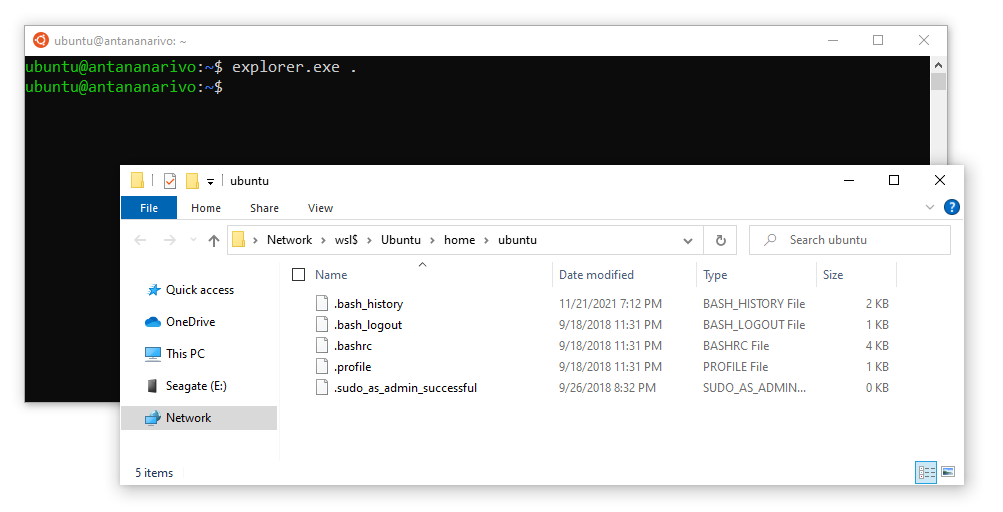 ubuntu@antananarivo: ~
ubuntu@antananarivo:~$ explorer.exe .
ubuntu@antananarivo:~$
ubuntu
File Home Share View
Network wsl$ Ubuntu home ubuntu Search ubuntu
Name Date modified Type Size
Quick access
OneDrive
This PC
Seagate (E:)
Network
.bash_history 11/21/2021 7:12 PM BASH_HISTORY File 2 KB
.bash_logout 9/18/2018 11:31 PM BASH_LOGOUT File 1 KB
.bashrc 9/18/2018 11:31 PM BASHRC File 4 KB
.profile 9/18/2018 11:31 PM PROFILE File 1 KB
.sudo_as_admin_successful 9/26/2018 8:32 PM SUDO_AS_ADMIN... 0 KB
5 items